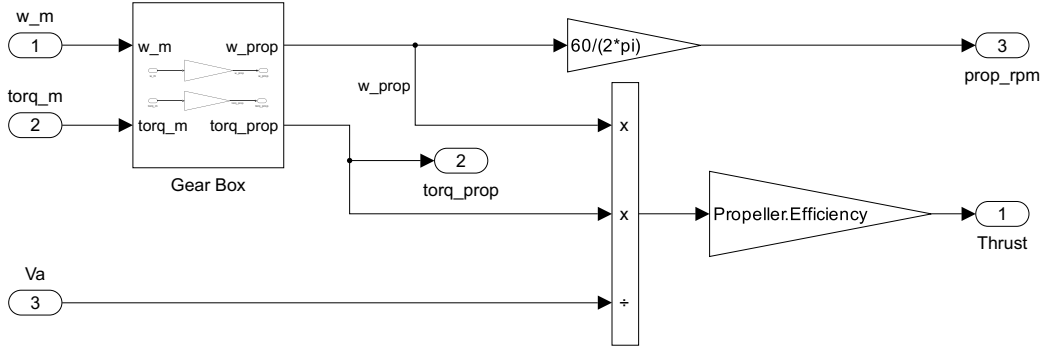 w_m
1
w_m
w_prop
60/(2*pi)
3
prop_rpm
w_prop
torq_m
2
torq_m
torq_prop
x
2
torq_prop
Gear Box
x
Propeller.Efficiency
1
Thrust
Va
3
÷